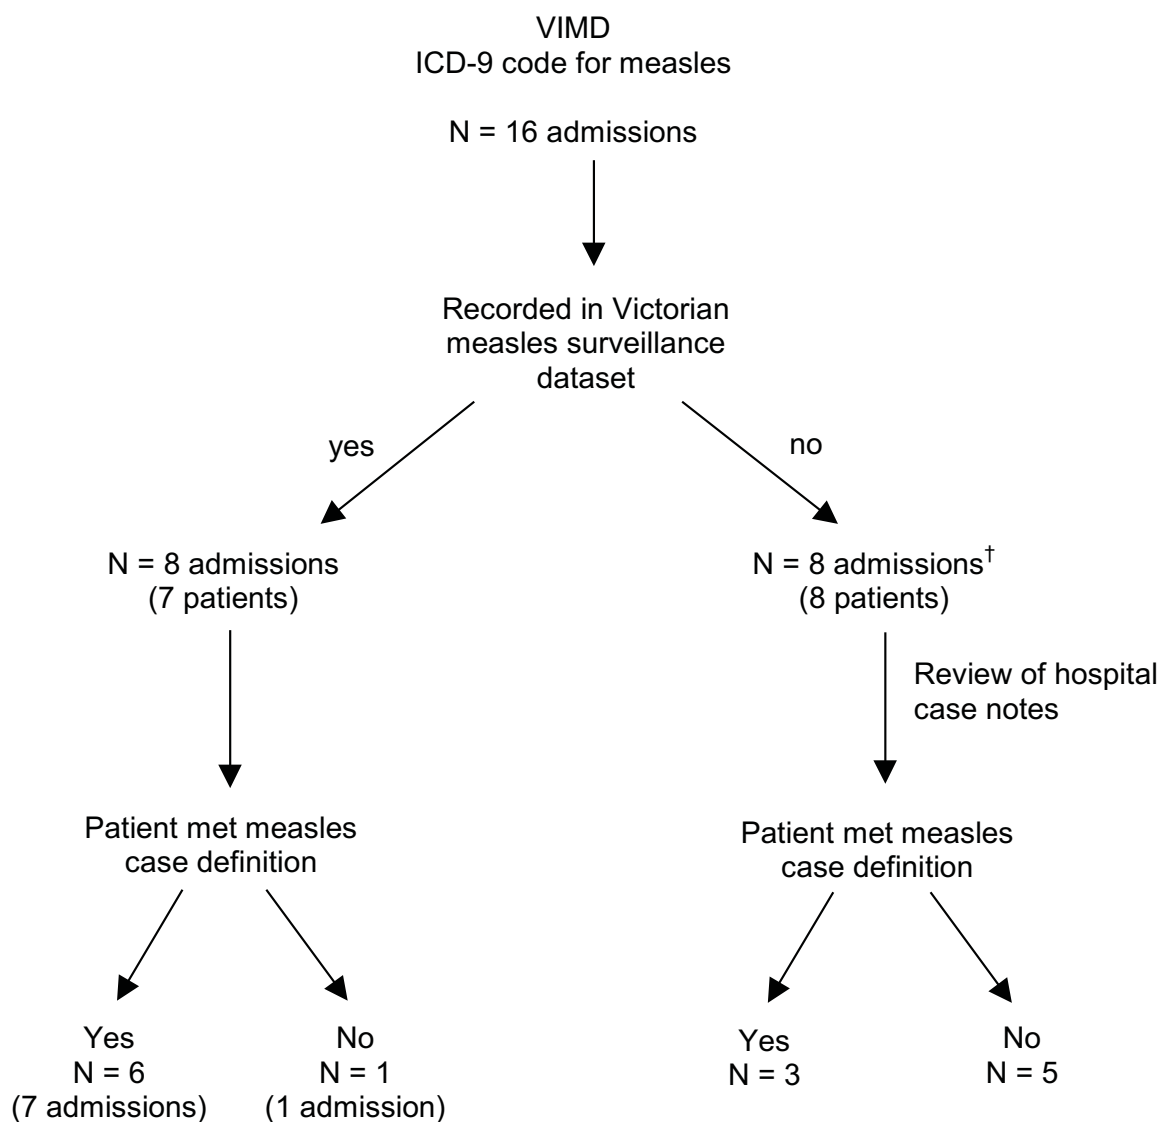 VIMD
ICD-9 code for measles
N = 16 admissions
Recorded in Victorian
measles surveillance
dataset
yes
no
N = 8 admissions
(7 patients)
N = 8 admissions†
(8 patients)
Review of hospital
case notes
Patient met measles
case definition
Patient met measles
case definition
Yes
N = 6
(7 admissions)
No
N = 1
(1 admission)
Yes
N = 3
No
N = 5